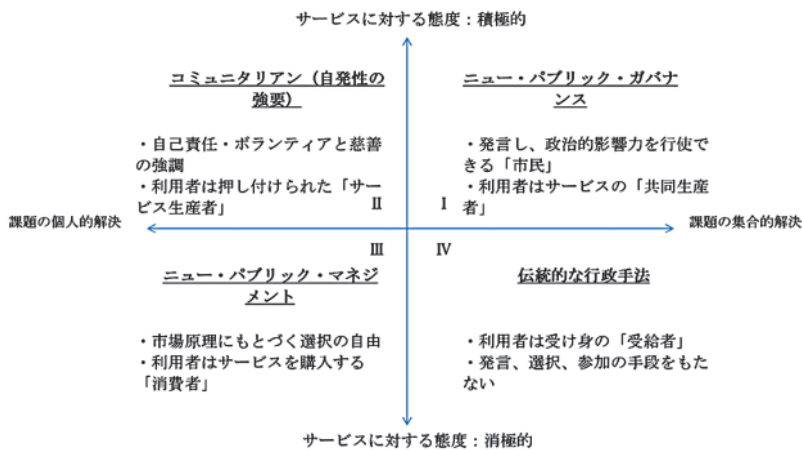 サービスに対する態度：積極的
コミュニタリアン（自発性の
強要）
・自己責任・ボランティアと慈善
の強調
・利用者は押し付けられた「サー
ビス生産者」
II
ニュー・パブリック・ガバナ
ンス
・発言し、政治的影響力を行使で
きる「市民」
・利用者はサービスの「共同生産
者」
I
課題の個人的解決
課題の集合的解決
III
ニュー・パブリック・マネジ
メント
・市場原理にもとづく選択の自由
・利用者はサービスを購入する
「消費者」
IV
伝統的な行政手法
・利用者は受け身の「受給者」
・発言、選択、参加の手段をもた
ない
サービスに対する態度：消極的